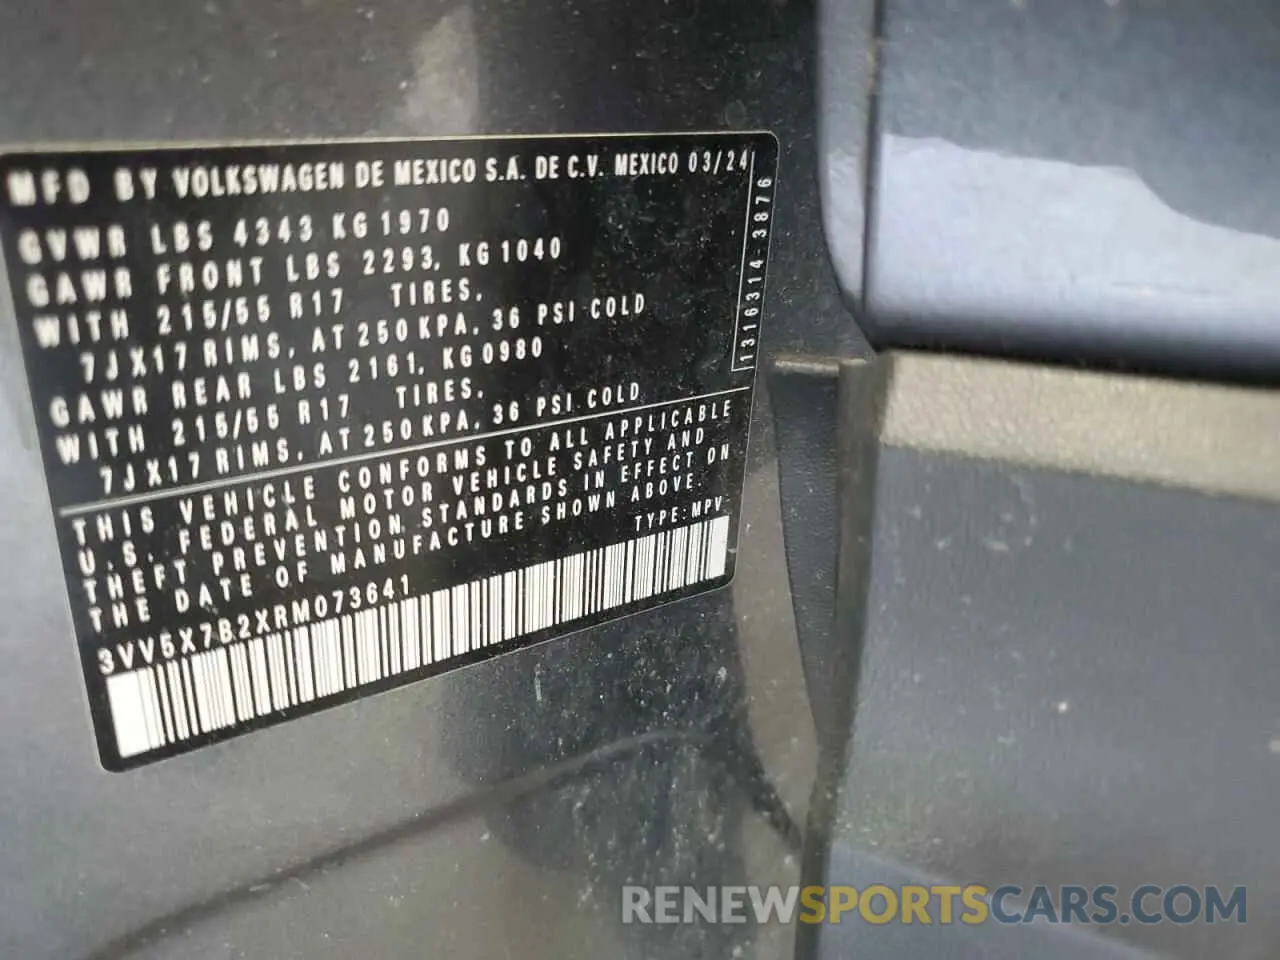 MFD BY VOLKSWAGEN DE MEXICO S.A. DE C.V. MEXICO 03/24
GVWR LBS 4343 KG 1970
GAWR FRONT LBS 2293, KG 1040
WITH 215/55 R17 TIRES,
7JX17 RIMS, AT 250 KPA, 36 PSI COLD
GAWR REAR LBS 2161, KG 0980
WITH 215/55 R17 TIRES,
7JX17 RIMS, AT 250 KPA, 36 PSI COLD
1316314-3876
THIS VEHICLE CONFORMS TO ALL APPLICABLE
U.S. FEDERAL MOTOR VEHICLE SAFETY AND
THEFT PREVENTION STANDARDS IN EFFECT ON
THE DATE OF MANUFACTURE SHOWN ABOVE.
TYPE: MPV
3VV5X7B2XRM073641
RENEWSPORTSCARS.COM